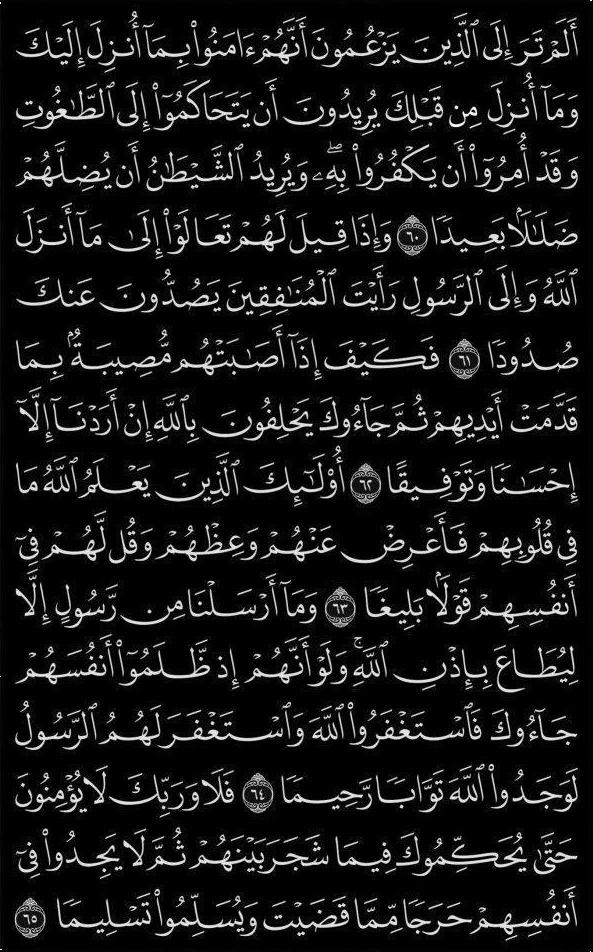 أَلَمْ تَرَ إِلَى ٱلَّذِينَ يَزْعُمُونَ أَنَّهُمْ ءَامَنُوا۟ بِمَآ أُنزِلَ إِلَيْكَ
وَمَآ أُنزِلَ مِن قَبْلِكَ يُرِيدُونَ أَن يَتَحَاكَمُوٓا۟ إِلَى ٱلطَّـٰغُوتِ
وَقَدْ أُمِرُوٓا۟ أَن يَكْفُرُوا۟ بِهِۦۖ وَيُرِيدُ ٱلشَّيْطَـٰنُ أَن يُضِلَّهُمْ
ضَلَـٰلًۢا بَعِيدًا ٦٠ وَإِذَا قِيلَ لَهُمْ تَعَالَوْا۟ إِلَىٰ مَآ أَنزَلَ
ٱللَّهُ وَإِلَى ٱلرَّسُولِ رَأَيْتَ ٱلْمُنَـٰفِقِينَ يَصُدُّونَ عَنكَ
صُدُودًا ٦١ فَكَيْفَ إِذَآ أَصَـٰبَتْهُم مُّصِيبَةٌۢ بِمَا
قَدَّمَتْ أَيْدِيهِمْ ثُمَّ جَآءُوكَ يَحْلِفُونَ بِٱللَّهِ إِنْ أَرَدْنَآ إِلَّآ
إِحْسَـٰنًا وَتَوْفِيقًا ٦٢ أُو۟لَـٰٓئِكَ ٱلَّذِينَ يَعْلَمُ ٱللَّهُ مَا
فِى قُلُوبِهِمْ فَأَعْرِضْ عَنْهُمْ وَعِظْهُمْ وَقُل لَّهُمْ فِىٓ
أَنفُسِهِمْ قَوْلًۢا بَلِيغًا ٦٣ وَمَآ أَرْسَلْنَا مِن رَّسُولٍ إِلَّا
لِيُطَاعَ بِإِذْنِ ٱللَّهِۚ وَلَوْ أَنَّهُمْ إِذ ظَّلَمُوٓا۟ أَنفُسَهُمْ
جَآءُوكَ فَٱسْتَغْفَرُوا۟ ٱللَّهَ وَٱسْتَغْفَرَ لَهُمُ ٱلرَّسُولُ
لَوَجَدُوا۟ ٱللَّهَ تَوَّابًا رَّحِيمًا ٦٤ فَلَا وَرَبِّكَ لَا يُؤْمِنُونَ
حَتَّىٰ يُحَكِّمُوكَ فِيمَا شَجَرَ بَيْنَهُمْ ثُمَّ لَا يَجِدُوا۟ فِىٓ
أَنفُسِهِمْ حَرَجًا مِّمَّا قَضَيْتَ وَيُسَلِّمُوا۟ تَسْلِيمًا ٦٥